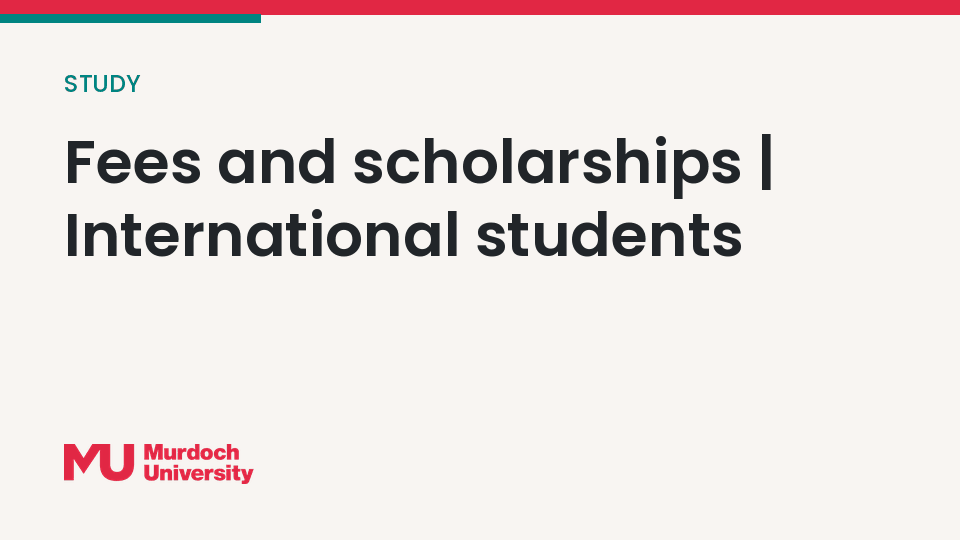 STUDY
Fees and scholarships |
International students
MU Murdoch
University